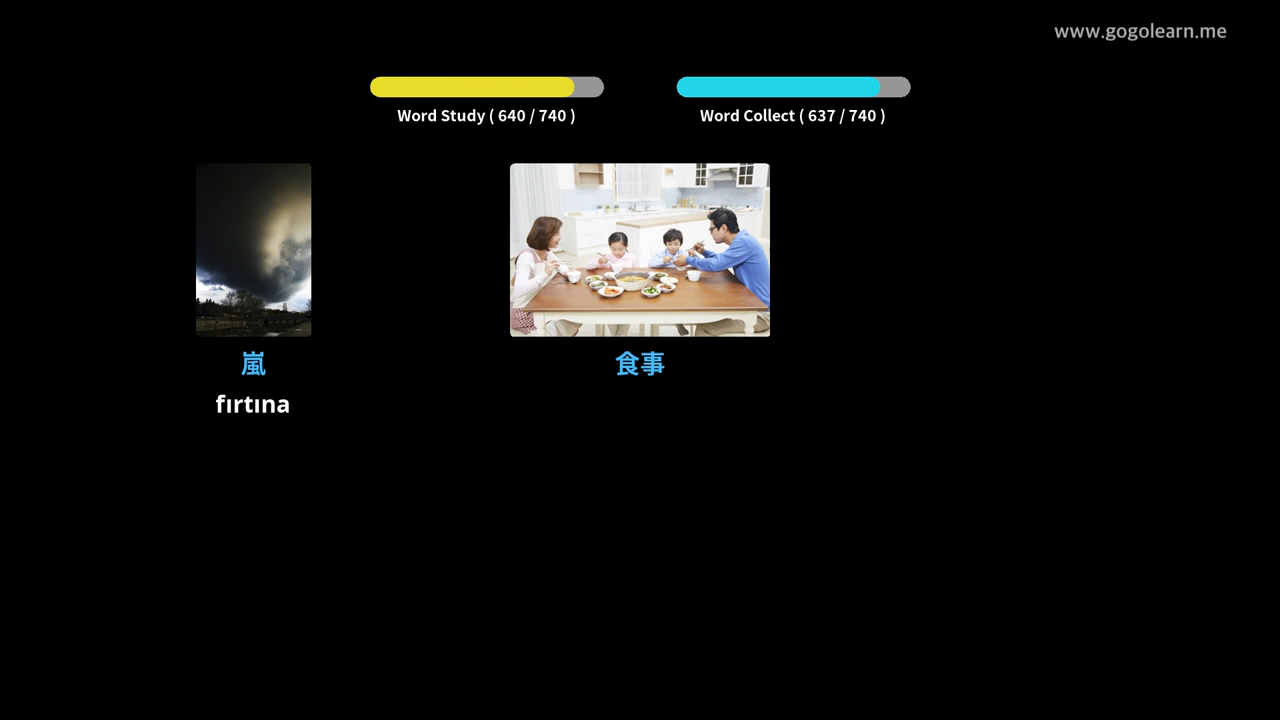 www.gogolearn.me
Word Study ( 640 / 740 )
Word Collect ( 637 / 740 )
嵐
fırtına
食事